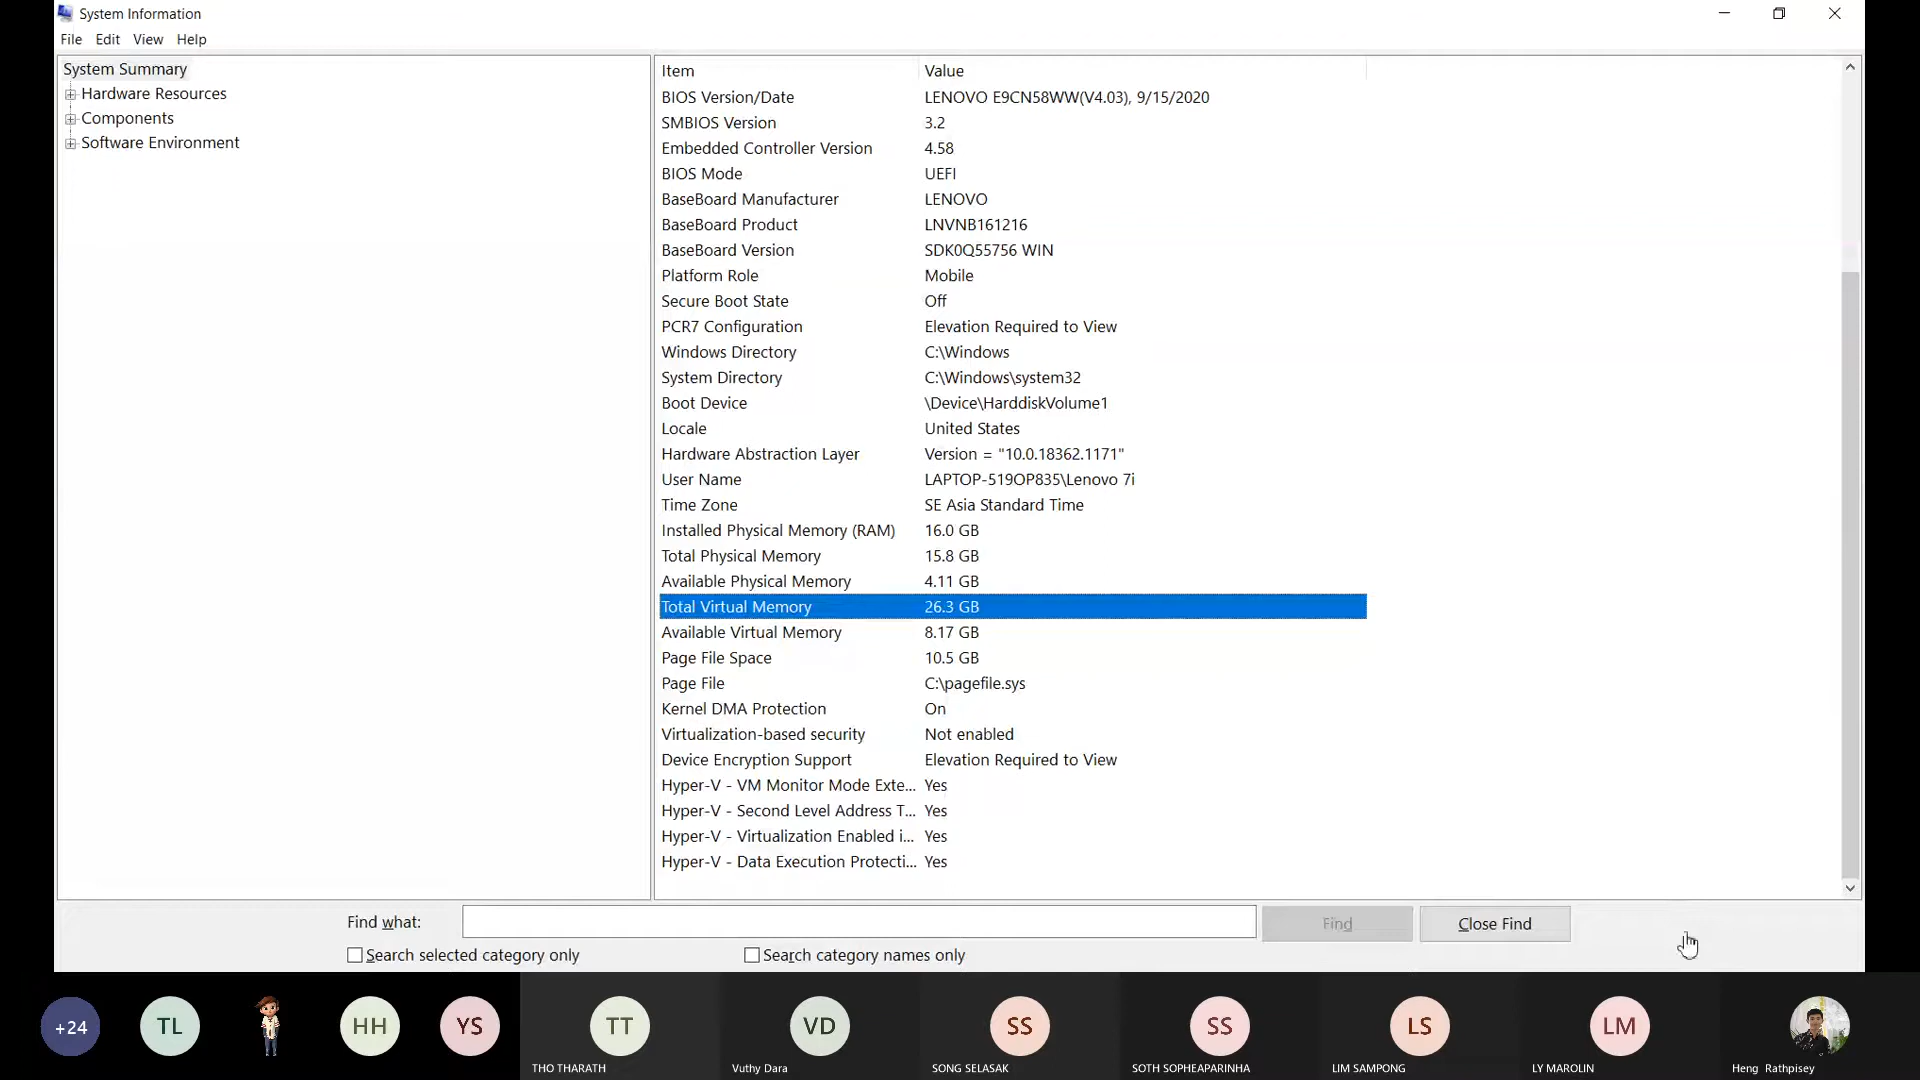 System Information
File Edit View Help
System Summary
Hardware Resources
Components
Software Environment
Item Value
BIOS Version/Date LENOVO E9CN58WW(V4.03), 9/15/2020
SMBIOS Version 3.2
Embedded Controller Version 4.58
BIOS Mode UEFI
BaseBoard Manufacturer LENOVO
BaseBoard Product LNVNB161216
BaseBoard Version SDK0Q55756 WIN
Platform Role Mobile
Secure Boot State Off
PCR7 Configuration Elevation Required to View
Windows Directory C:\Windows
System Directory C:\Windows\system32
Boot Device \Device\HarddiskVolume1
Locale United States
Hardware Abstraction Layer Version = "10.0.18362.1171"
User Name LAPTOP-519OP835\Lenovo 7i
Time Zone SE Asia Standard Time
Installed Physical Memory (RAM) 16.0 GB
Total Physical Memory 15.8 GB
Available Physical Memory 4.11 GB
Total Virtual Memory 26.3 GB
Available Virtual Memory 8.17 GB
Page File Space 10.5 GB
Page File C:\pagefile.sys
Kernel DMA Protection On
Virtualization-based security Not enabled
Device Encryption Support Elevation Required to View
Hyper-V - VM Monitor Mode Exte... Yes
Hyper-V - Second Level Address T... Yes
Hyper-V - Virtualization Enabled i... Yes
Hyper-V - Data Execution Protecti... Yes
Find what: Find Close Find
Search selected category only Search category names only
+24 TL HH YS TT VD SS SS LS LM
THO THARATH Vuthy Dara SONG SELASAK SOTH SOPHEAPARINHA LIM SAMPONG LY MAROLIN Heng Rathpisey